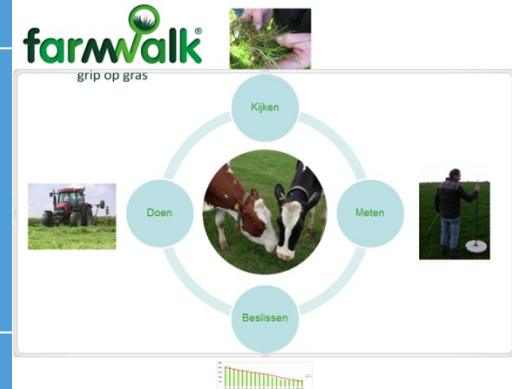 farmwalk
grip op gras
Kijken
Doen
Meten
Beslissen